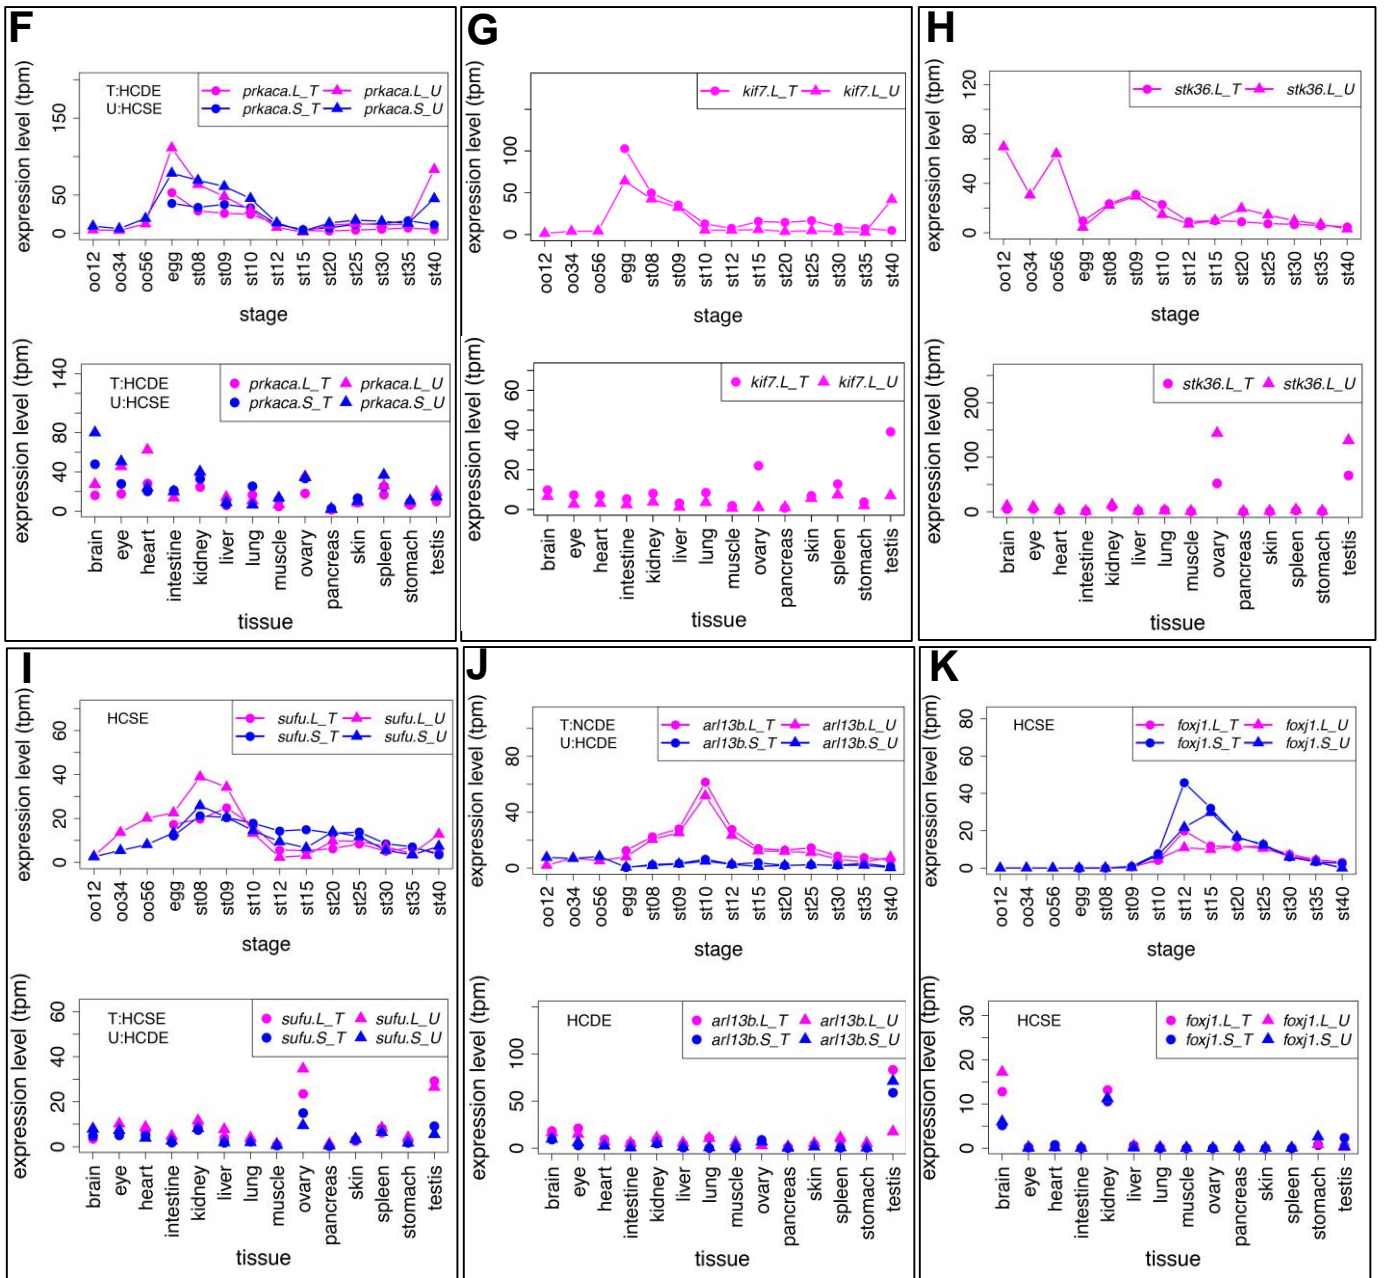 F
expression level (tpm)
150
50
0
T:HCDE
U:HCSE
prkaca.L_T prkaca.L_U
prkaca.S_T prkaca.S_U
oo12 oo34 oo56 egg st08 st09 st10 st12 st15 st20 st25 st30 st35 st40
stage
expression level (tpm)
140
80
40
0
T:HCDE
U:HCSE
prkaca.L_T prkaca.L_U
prkaca.S_T prkaca.S_U
brain eye heart intestine kidney liver lung muscle ovary pancreas skin spleen stomach testis
tissue
G
expression level (tpm)
100
50
0
kif7.L_T kif7.L_U
oo12 oo34 oo56 egg st08 st09 st10 st12 st15 st20 st25 st30 st35 st40
stage
expression level (tpm)
60
40
20
0
kif7.L_T kif7.L_U
brain eye heart intestine kidney liver lung muscle ovary pancreas skin spleen stomach testis
tissue
H
expression level (tpm)
120
80
40
0
stk36.L_T stk36.L_U
oo12 oo34 oo56 egg st08 st09 st10 st12 st15 st20 st25 st30 st35 st40
stage
expression level (tpm)
200
100
0
stk36.L_T stk36.L_U
brain eye heart intestine kidney liver lung muscle ovary pancreas skin spleen stomach testis
tissue
I
expression level (tpm)
60
40
20
0
HCSE
sufu.L_T sufu.L_U
sufu.S_T sufu.S_U
oo12 oo34 oo56 egg st08 st09 st10 st12 st15 st20 st25 st30 st35 st40
stage
expression level (tpm)
60
40
20
0
T:HCSE
U:HCDE
sufu.L_T sufu.L_U
sufu.S_T sufu.S_U
brain eye heart intestine kidney liver lung muscle ovary pancreas skin spleen stomach testis
tissue
J
expression level (tpm)
80
40
0
T:NCDE
U:HCDE
arl13b.L_T arl13b.L_U
arl13b.S_T arl13b.S_U
oo12 oo34 oo56 egg st08 st09 st10 st12 st15 st20 st25 st30 st35 st40
stage
expression level (tpm)
100
50
0
HCDE
arl13b.L_T arl13b.L_U
arl13b.S_T arl13b.S_U
brain eye heart intestine kidney liver lung muscle ovary pancreas skin spleen stomach testis
tissue
K
expression level (tpm)
80
60
40
20
0
HCSE
foxj1.L_T foxj1.L_U
foxj1.S_T foxj1.S_U
oo12 oo34 oo56 egg st08 st09 st10 st12 st15 st20 st25 st30 st35 st40
stage
expression level (tpm)
30
20
10
0
HCSE
foxj1.L_T foxj1.L_U
foxj1.S_T foxj1.S_U
brain eye heart intestine kidney liver lung muscle ovary pancreas skin spleen stomach testis
tissue